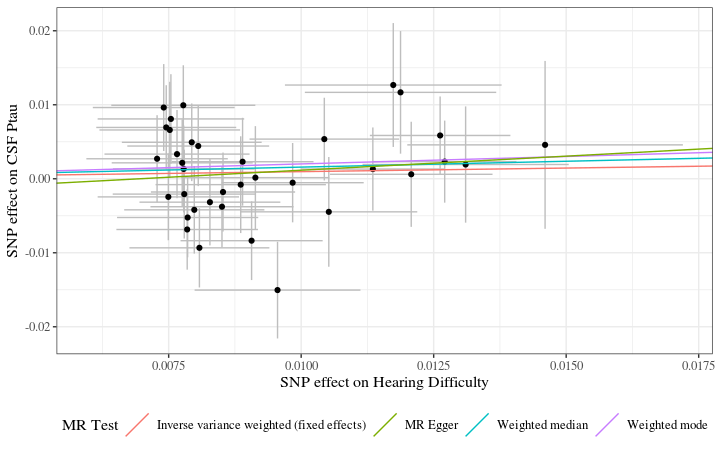 SNP effect on CSF Ptau
0.02
0.01
0.00
-0.01
-0.02
0.0075 0.0100 0.0125 0.0150 0.0175
SNP effect on Hearing Difficulty
MR Test Inverse variance weighted (fixed effects) MR Egger Weighted median Weighted mode